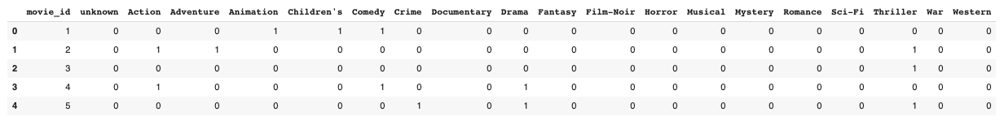 movie_id unknown Action Adventure Animation Children's Comedy Crime Documentary Drama Fantasy Film-Noir Horror Musical Mystery Romance Sci-Fi Thriller War Western
0 1 0 0 0 1 1 1 0 0 0 0 0 0 0 0 0 0 0 0 0
1 2 0 1 1 0 0 0 0 0 0 0 0 0 0 0 0 0 1 0 0
2 3 0 0 0 0 0 0 0 0 0 0 0 0 0 0 0 0 1 0 0
3 4 0 1 0 0 0 1 0 0 1 0 0 0 0 0 0 0 0 0 0
4 5 0 0 0 0 0 0 1 0 1 0 0 0 0 0 0 0 1 0 0